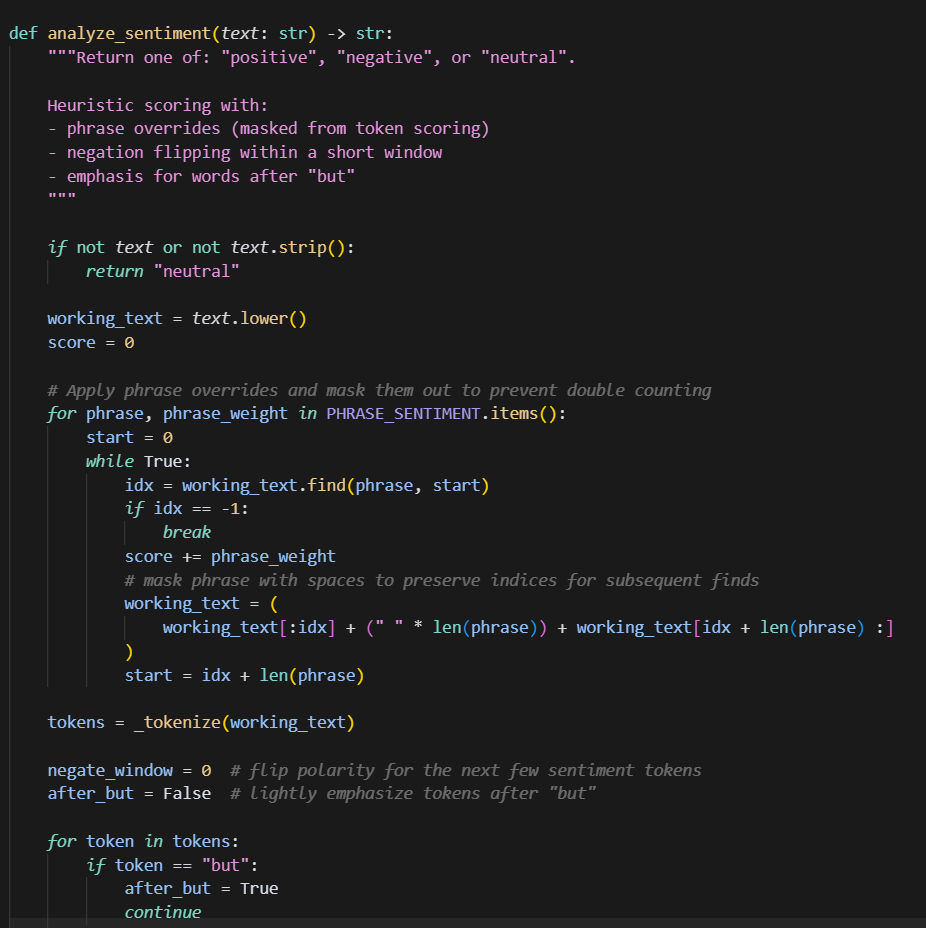 def analyze_sentiment(text: str) -> str:
    """Return one of: "positive", "negative", or "neutral".

    Heuristic scoring with:
    - phrase overrides (masked from token scoring)
    - negation flipping within a short window
    - emphasis for words after "but"
    """

    if not text or not text.strip():
        return "neutral"

    working_text = text.lower()
    score = 0

    # Apply phrase overrides and mask them out to prevent double counting
    for phrase, phrase_weight in PHRASE_SENTIMENT.items():
        start = 0
        while True:
            idx = working_text.find(phrase, start)
            if idx == -1:
                break
            score += phrase_weight
            # mask phrase with spaces to preserve indices for subsequent finds
            working_text = (
                working_text[:idx] + (" " * len(phrase)) + working_text[idx + len(phrase) :]
            )
            start = idx + len(phrase)

    tokens = _tokenize(working_text)

    negate_window = 0  # flip polarity for the next few sentiment tokens
    after_but = False  # lightly emphasize tokens after "but"

    for token in tokens:
        if token == "but":
            after_but = True
            continue